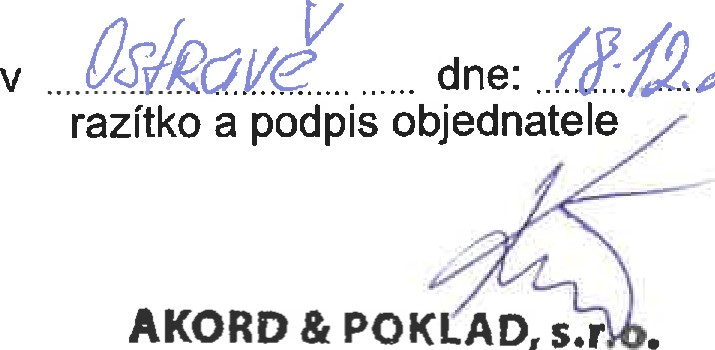 v Ostravě dne: 18.12.
razítko a podpis objednatele
AKORD & POKLAD, s.r.o.